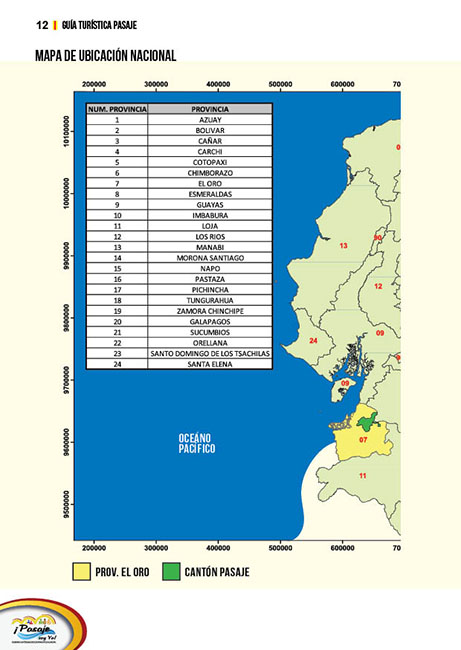 12 | GUÍA TURÍSTICA PASAJE
MAPA DE UBICACIÓN NACIONAL
200000 300000 400000 500000 600000 70
10100000
10000000
9900000
9800000
9700000
9600000
9500000
NUM. PROVINCIA PROVINCIA
1 AZUAY
2 BOLIVAR
3 CAÑAR
4 CARCHI
5 COTOPAXI
6 CHIMBORAZO
7 EL ORO
8 ESMERALDAS
9 GUAYAS
10 IMBABURA
11 LOJA
12 LOS RIOS
13 MANABI
14 MORONA SANTIAGO
15 NAPO
16 PASTAZA
17 PICHINCHA
18 TUNGURAHUA
19 ZAMORA CHINCHIPE
20 GALAPAGOS
21 SUCUMBIOS
22 ORELLANA
23 SANTO DOMINGO DE LOS TSACHILAS
24 SANTA ELENA
0
13
90
12
24
09
09
07
11
OCEÁNO
PACÍFICO
200000 300000 400000 500000 600000 70
PROV. EL ORO CANTÓN PASAJE
¡Pasaje
soy Yo!